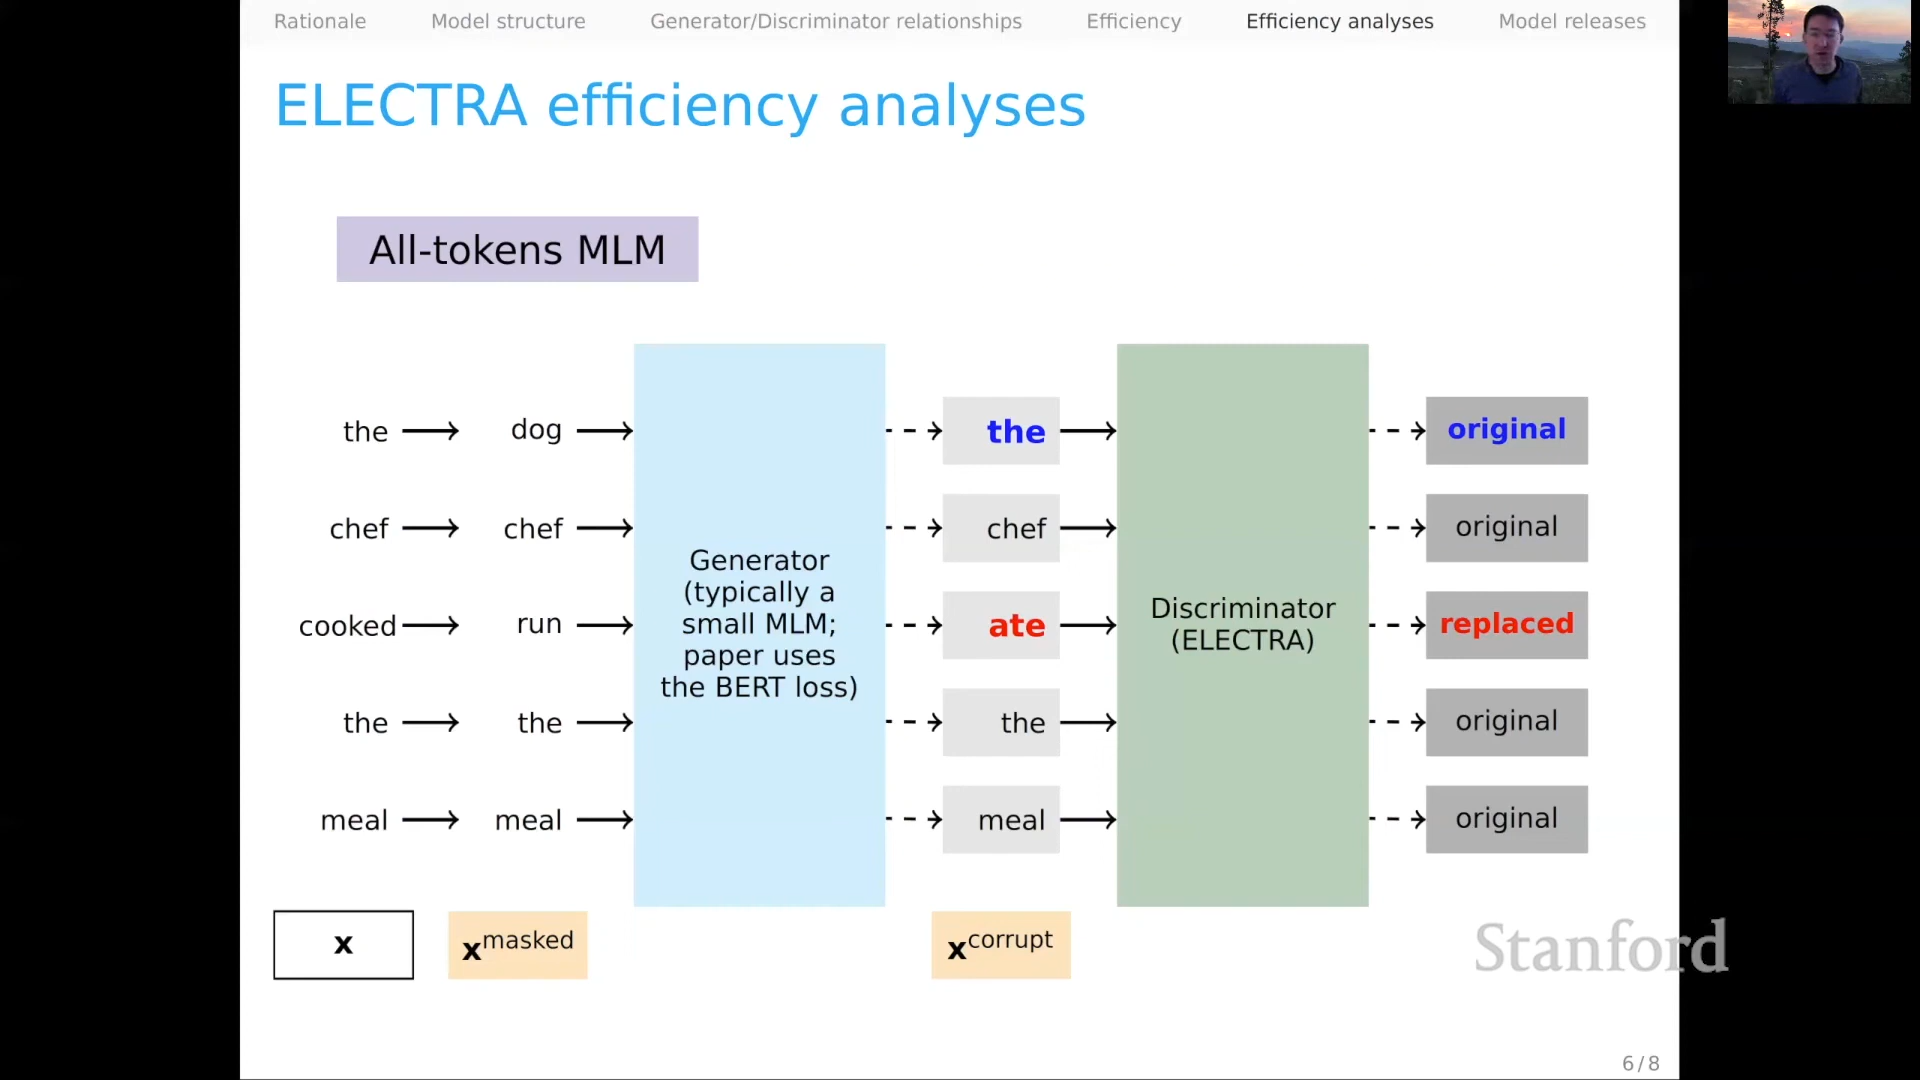 Rationale Model structure Generator/Discriminator relationships Efficiency Efficiency analyses Model releases
ELECTRA efficiency analyses
All-tokens MLM
the dog the original
chef chef chef original
cooked run ate replaced
the the the original
meal meal meal original
Generator
(typically a
small MLM;
paper uses
the BERT loss)
Discriminator
(ELECTRA)
x x^masked x^corrupt
Stanford
6/8